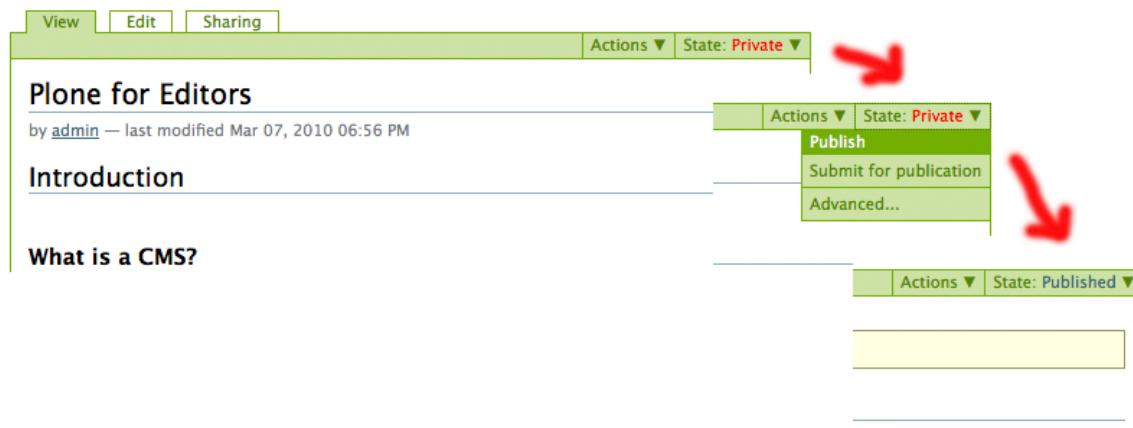 View Edit Sharing
Actions ▼ State: Private ▼
Plone for Editors
by admin — last modified Mar 07, 2010 06:56 PM
Introduction
What is a CMS?
Actions ▼ State: Private ▼
Publish
Submit for publication
Advanced...
Actions ▼ State: Published ▼